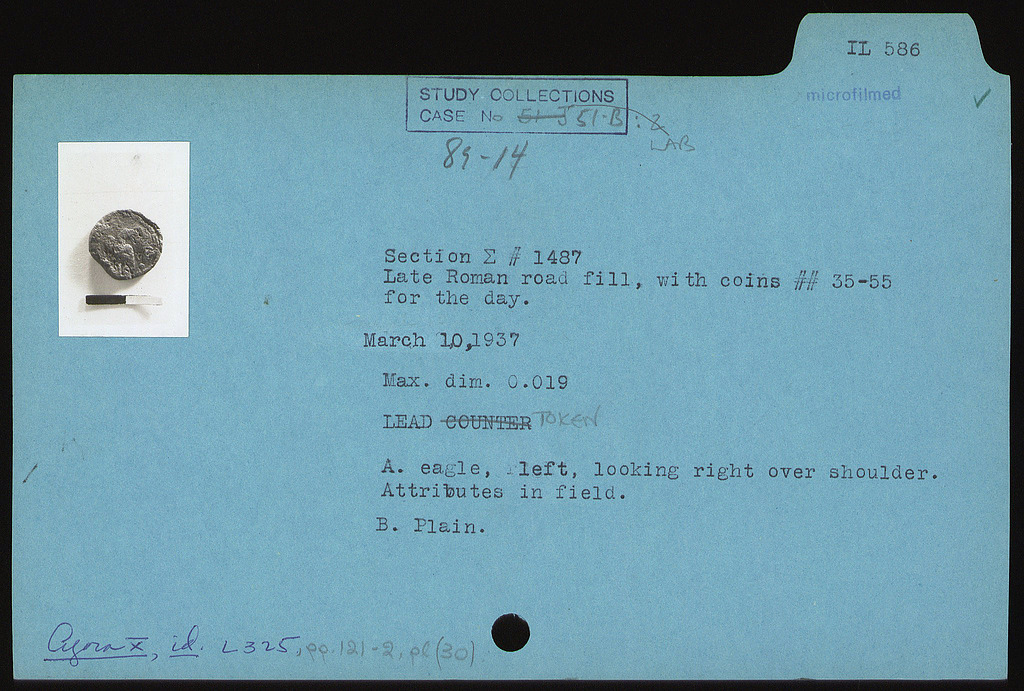 IL 586
microfilmed ✓
STUDY COLLECTIONS
CASE No 51-J 51-B : 2
LAB
89-14
Section Σ # 1487
Late Roman road fill, with coins ## 35-55
for the day.
March 10,1937
Max. dim. 0.019
LEAD COUNTER TOKEN
A. eagle, left, looking right over shoulder.
Attributes in field.
B. Plain.
Agora X, id. L325, pp. 121-2, pl (30)